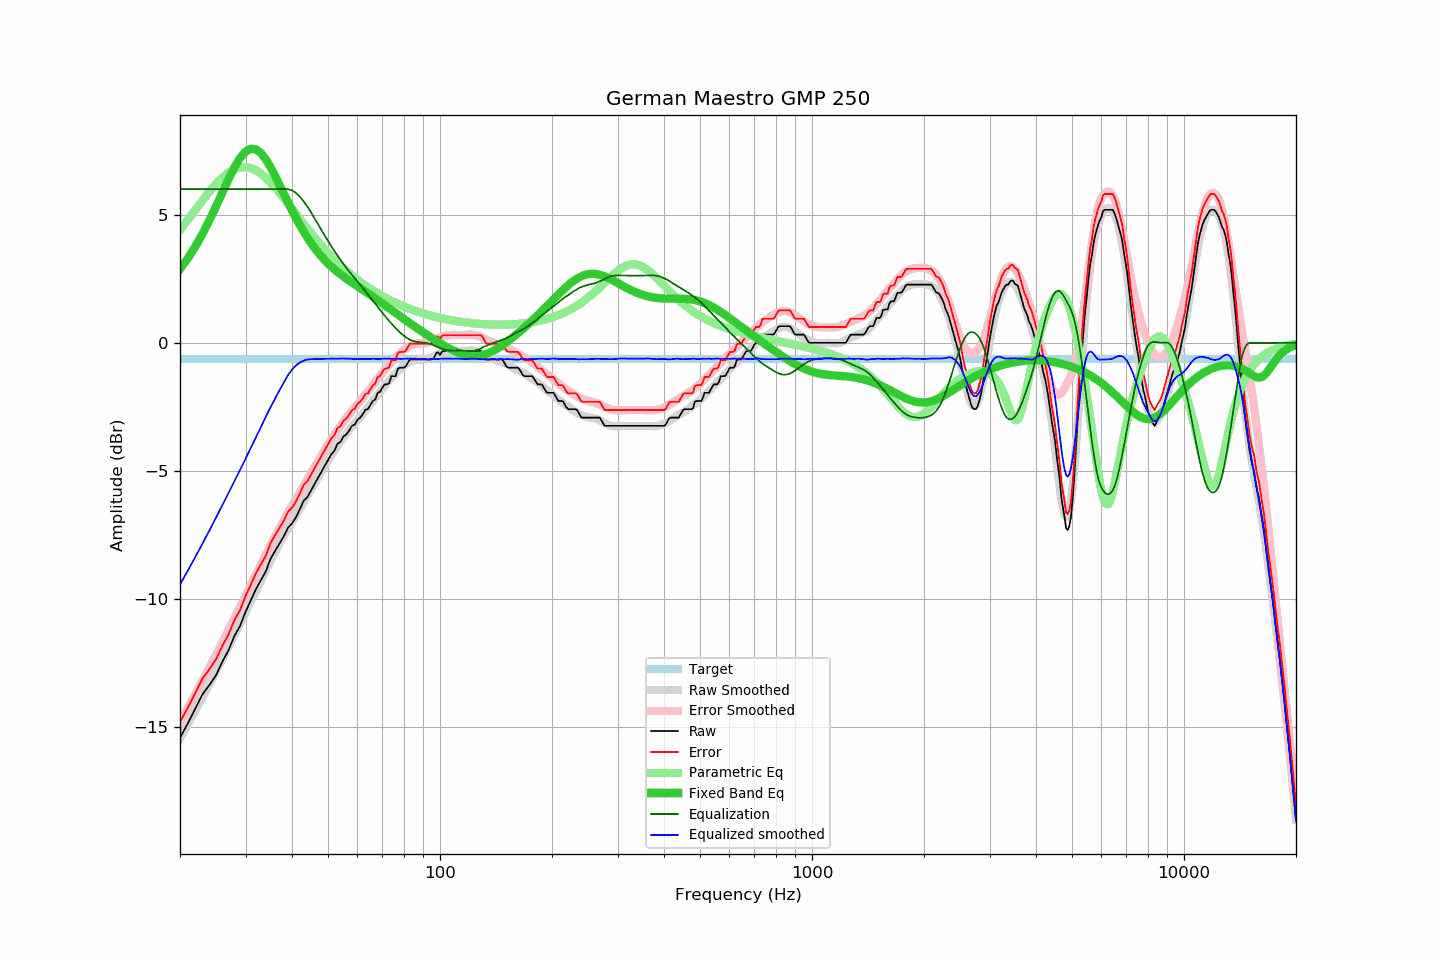 German Maestro GMP 250
Amplitude (dBr)
5
0
−5
−10
−15
Target
Raw Smoothed
Error Smoothed
Raw
Error
Parametric Eq
Fixed Band Eq
Equalization
Equalized smoothed
100
1000
10000
Frequency (Hz)